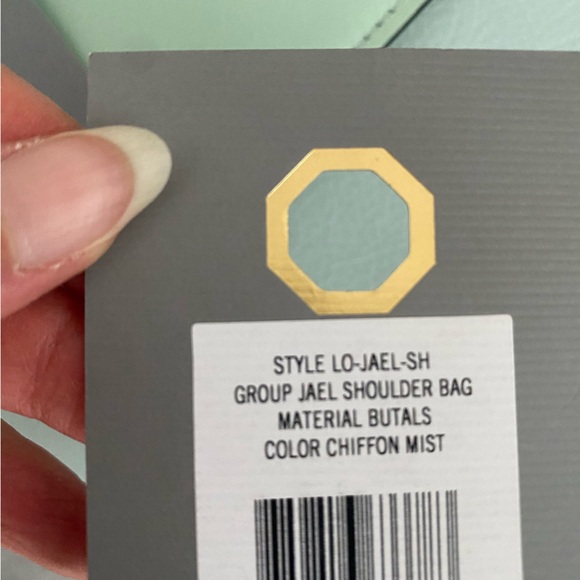 STYLE LO-JAEL-SH
GROUP JAEL SHOULDER BAG
MATERIAL BUTALS
COLOR CHIFFON MIST